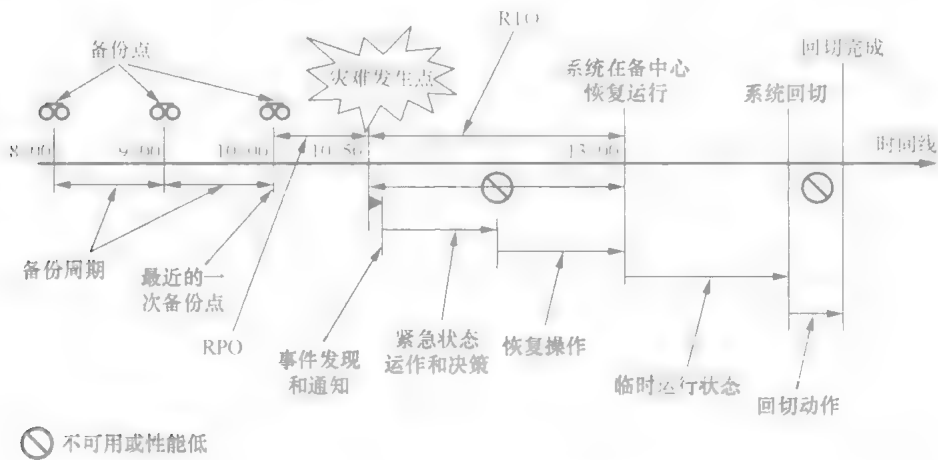 RTO
备份点
灾难发生点
系统在备中心
恢复运行
回切完成
系统回切
8:00
9:00
10:00
10:50
13:00
时间线
备份周期
最近的一
次备份点
RPO
事件发现
和通知
紧急状态
运作和决策
恢复操作
临时运行状态
回切动作
不可用或性能低